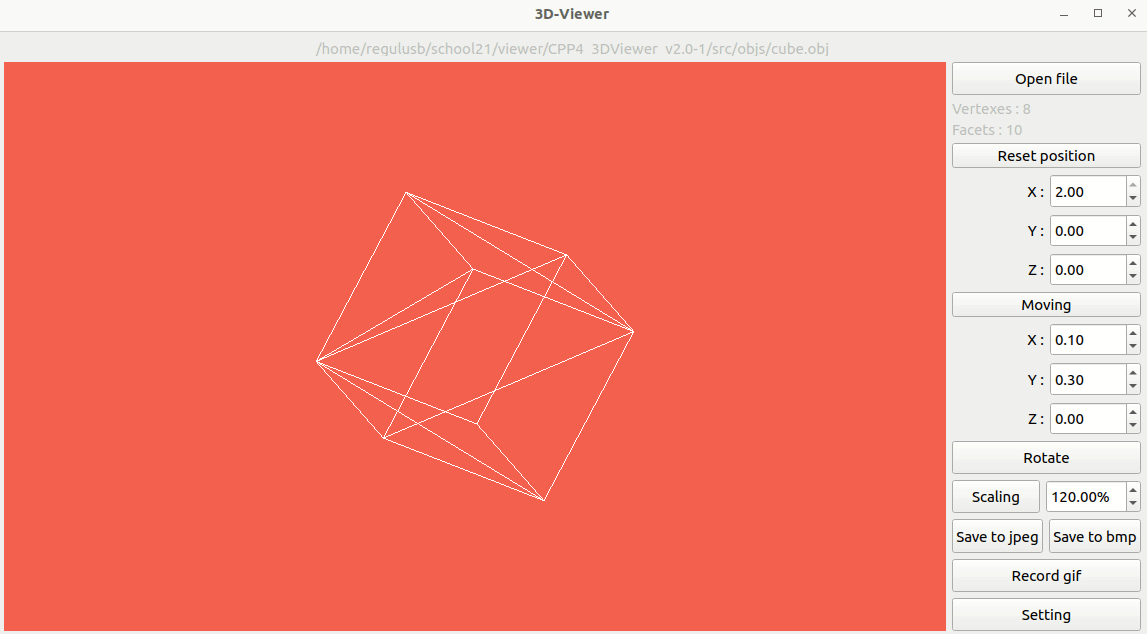 3D-Viewer
/home/regulusb/school21/viewer/CPP4_3DViewer_v2.0-1/src/objs/cube.obj
Open file
Vertexes : 8
Facets : 10
Reset position
X : 2.00
Y : 0.00
Z : 0.00
Moving
X : 0.10
Y : 0.30
Z : 0.00
Rotate
Scaling 120.00%
Save to jpeg Save to bmp
Record gif
Setting